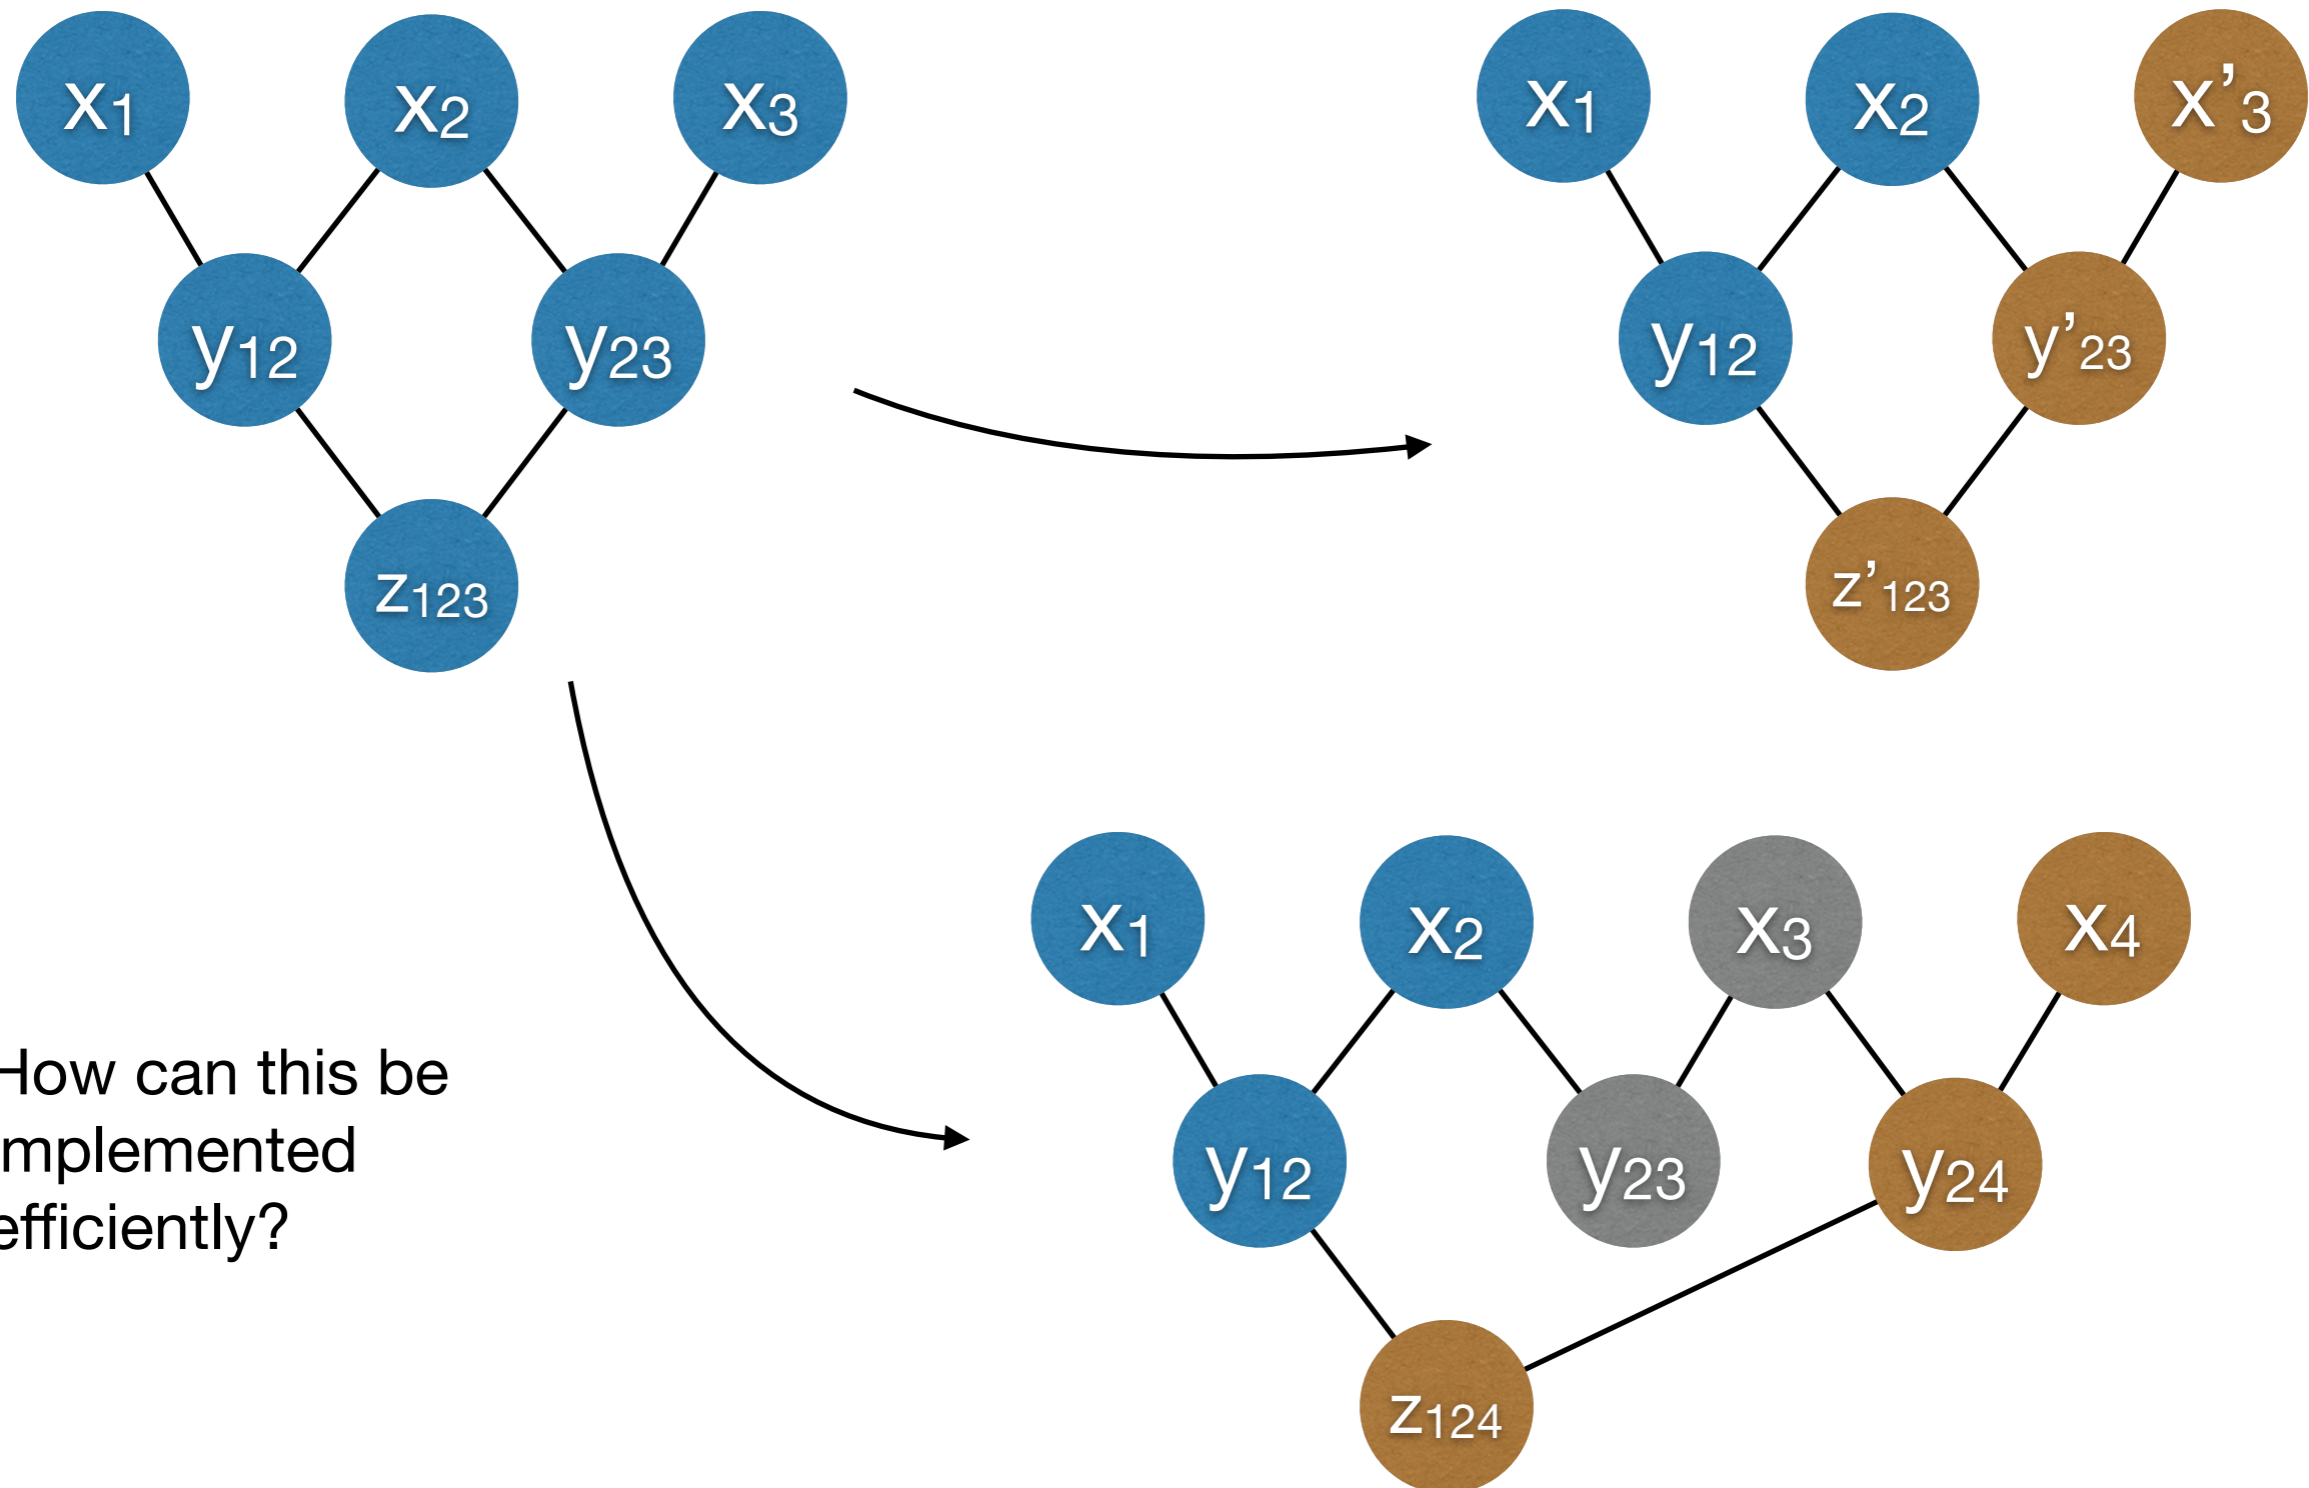 x1 x2 x3
x1 x2 x’3
y12 y23
y12 y’23
z123
z’123
x1 x2 x3 x4
How can this be
mplemented
efficiently?
y12 y23 y24
z124